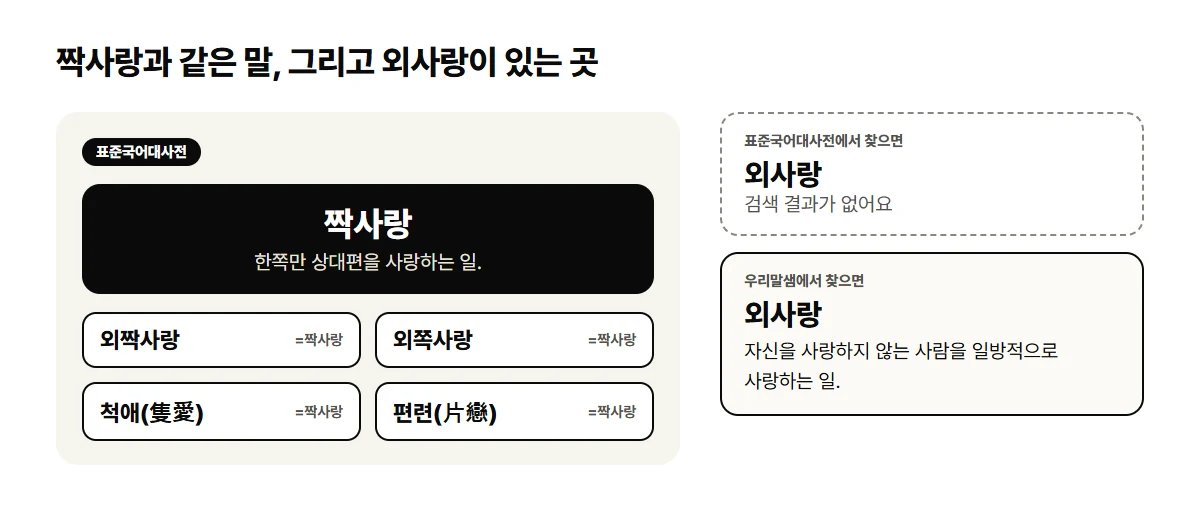 짝사랑과 같은 말, 그리고 외사랑이 있는 곳
표준국어대사전
짝사랑
한쪽만 상대편을 사랑하는 일.
외짝사랑
=짝사랑
외쪽사랑
=짝사랑
척애(隻愛)
=짝사랑
편련(片戀)
=짝사랑
표준국어대사전에서 찾으면
외사랑
검색 결과가 없어요
우리말샘에서 찾으면
외사랑
자신을 사랑하지 않는 사람을 일방적으로
사랑하는 일.